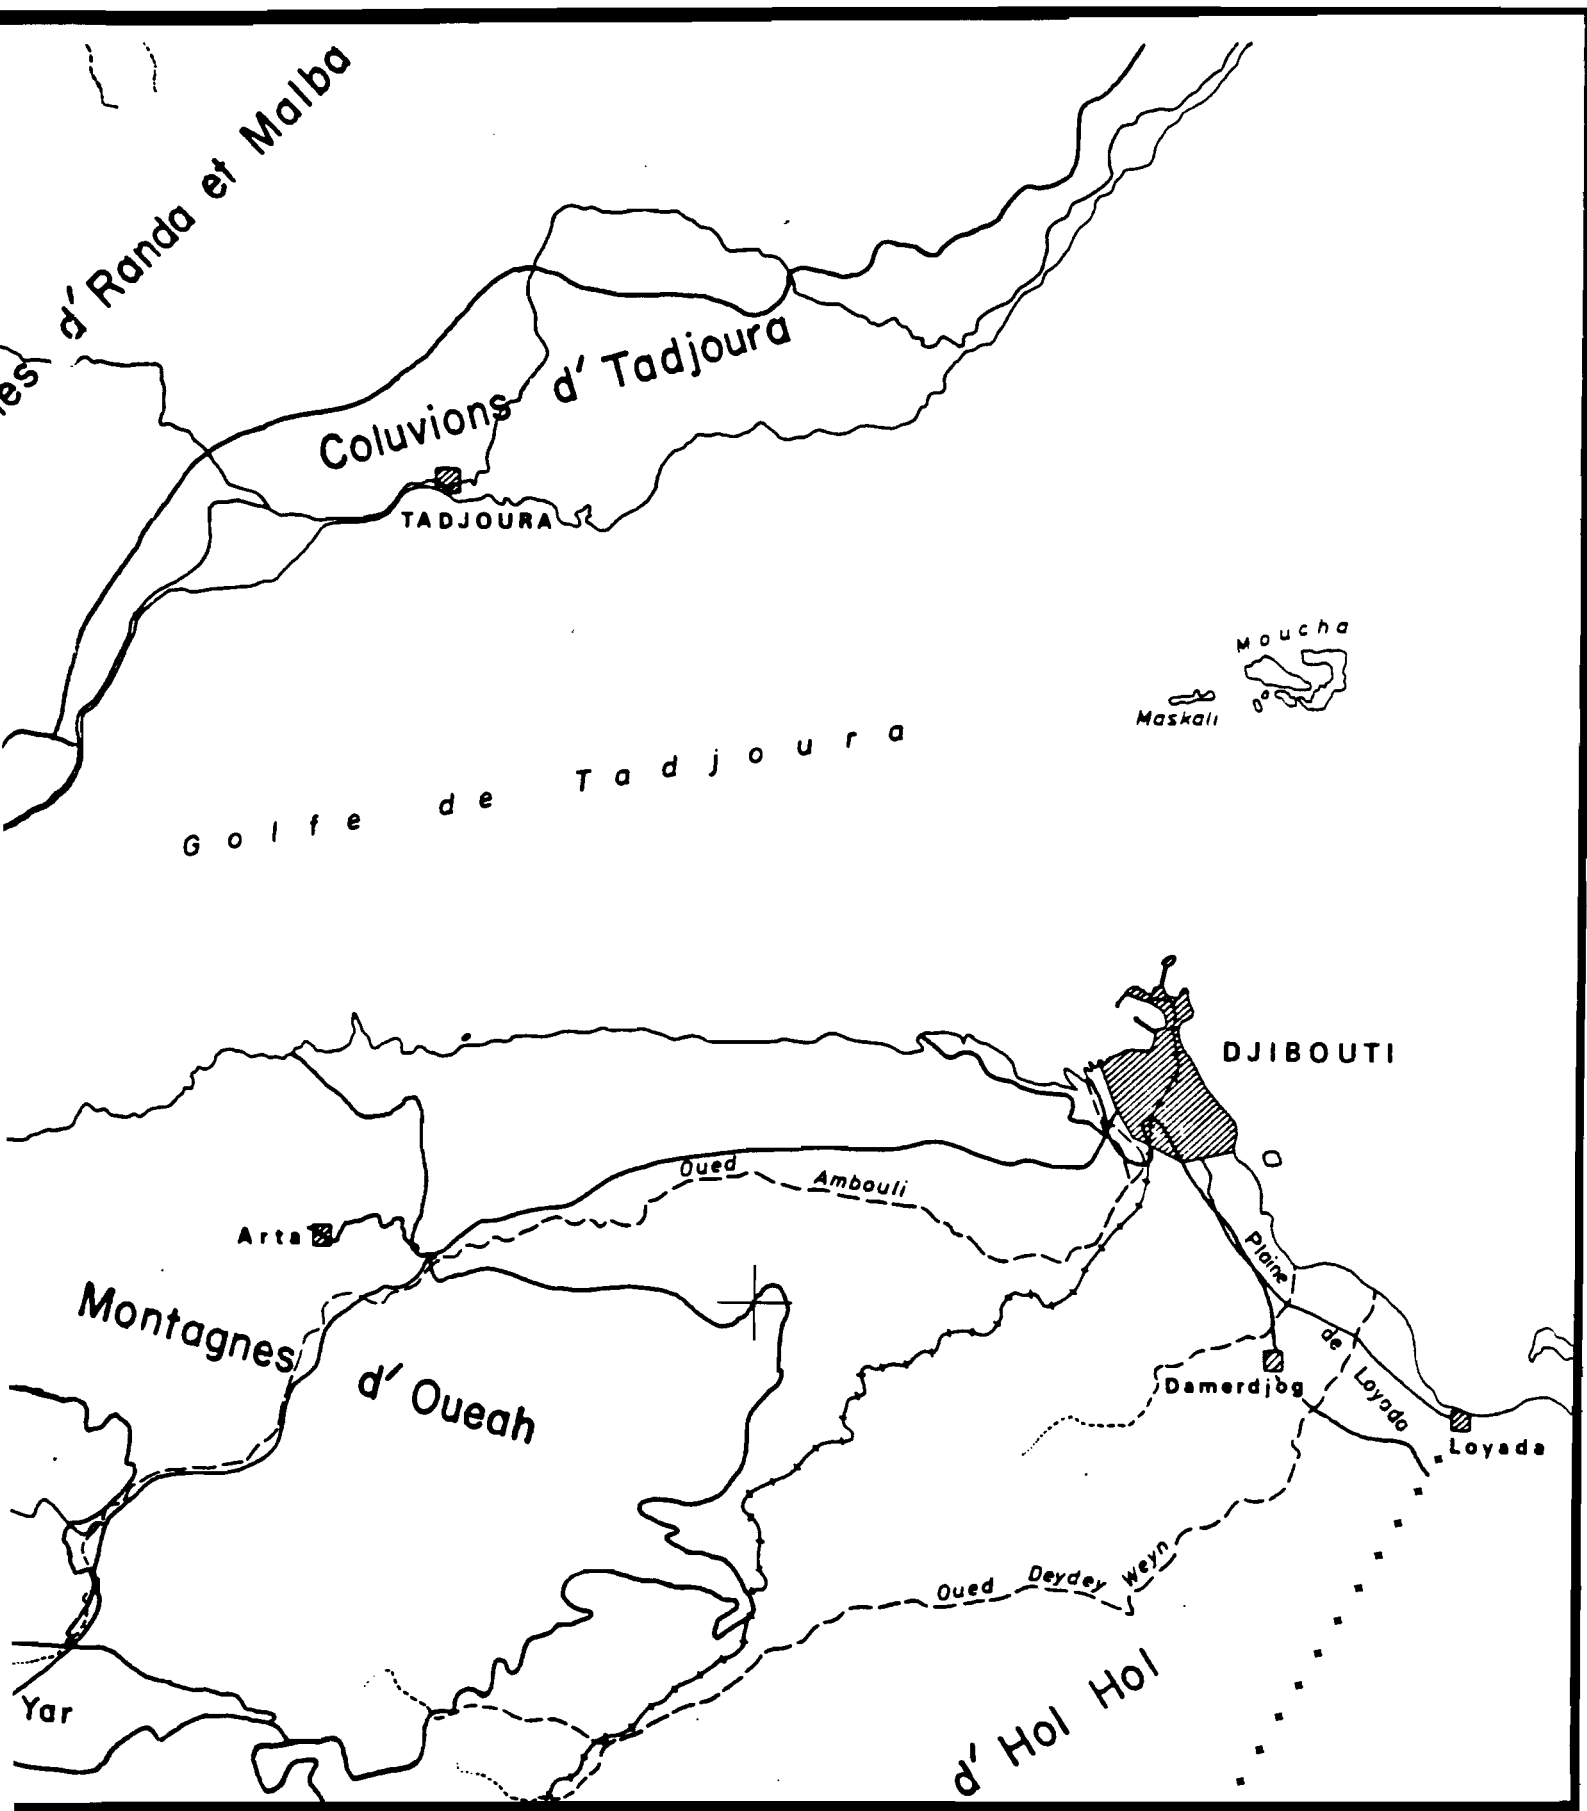 d' Randa et Malba
es
Coluvions d' Tadjoura
TADJOURA
Moucha
Maskali
Golfe de Tadjoura
DJIBOUTI
Oued Ambouli
Arta
Plaine de Loyada
Montagnes d' Oueah
Damerdjog
Loyada
Oued Deydey Weyn
d' Hol Hol
Yar